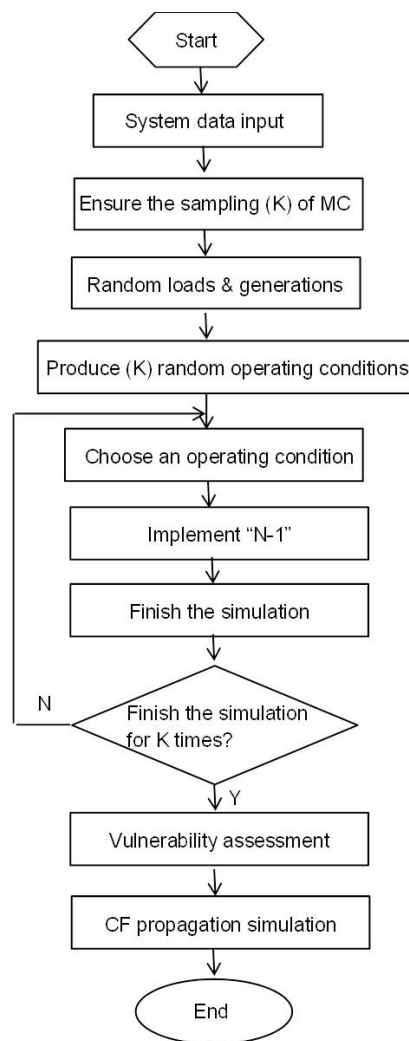 Start
System data input
Ensure the sampling (K) of MC
Random loads & generations
Produce (K) random operating conditions
Choose an operating condition
Implement “N-1”
Finish the simulation
N
Finish the simulation
for K times?
Y
Vulnerability assessment
CF propagation simulation
End